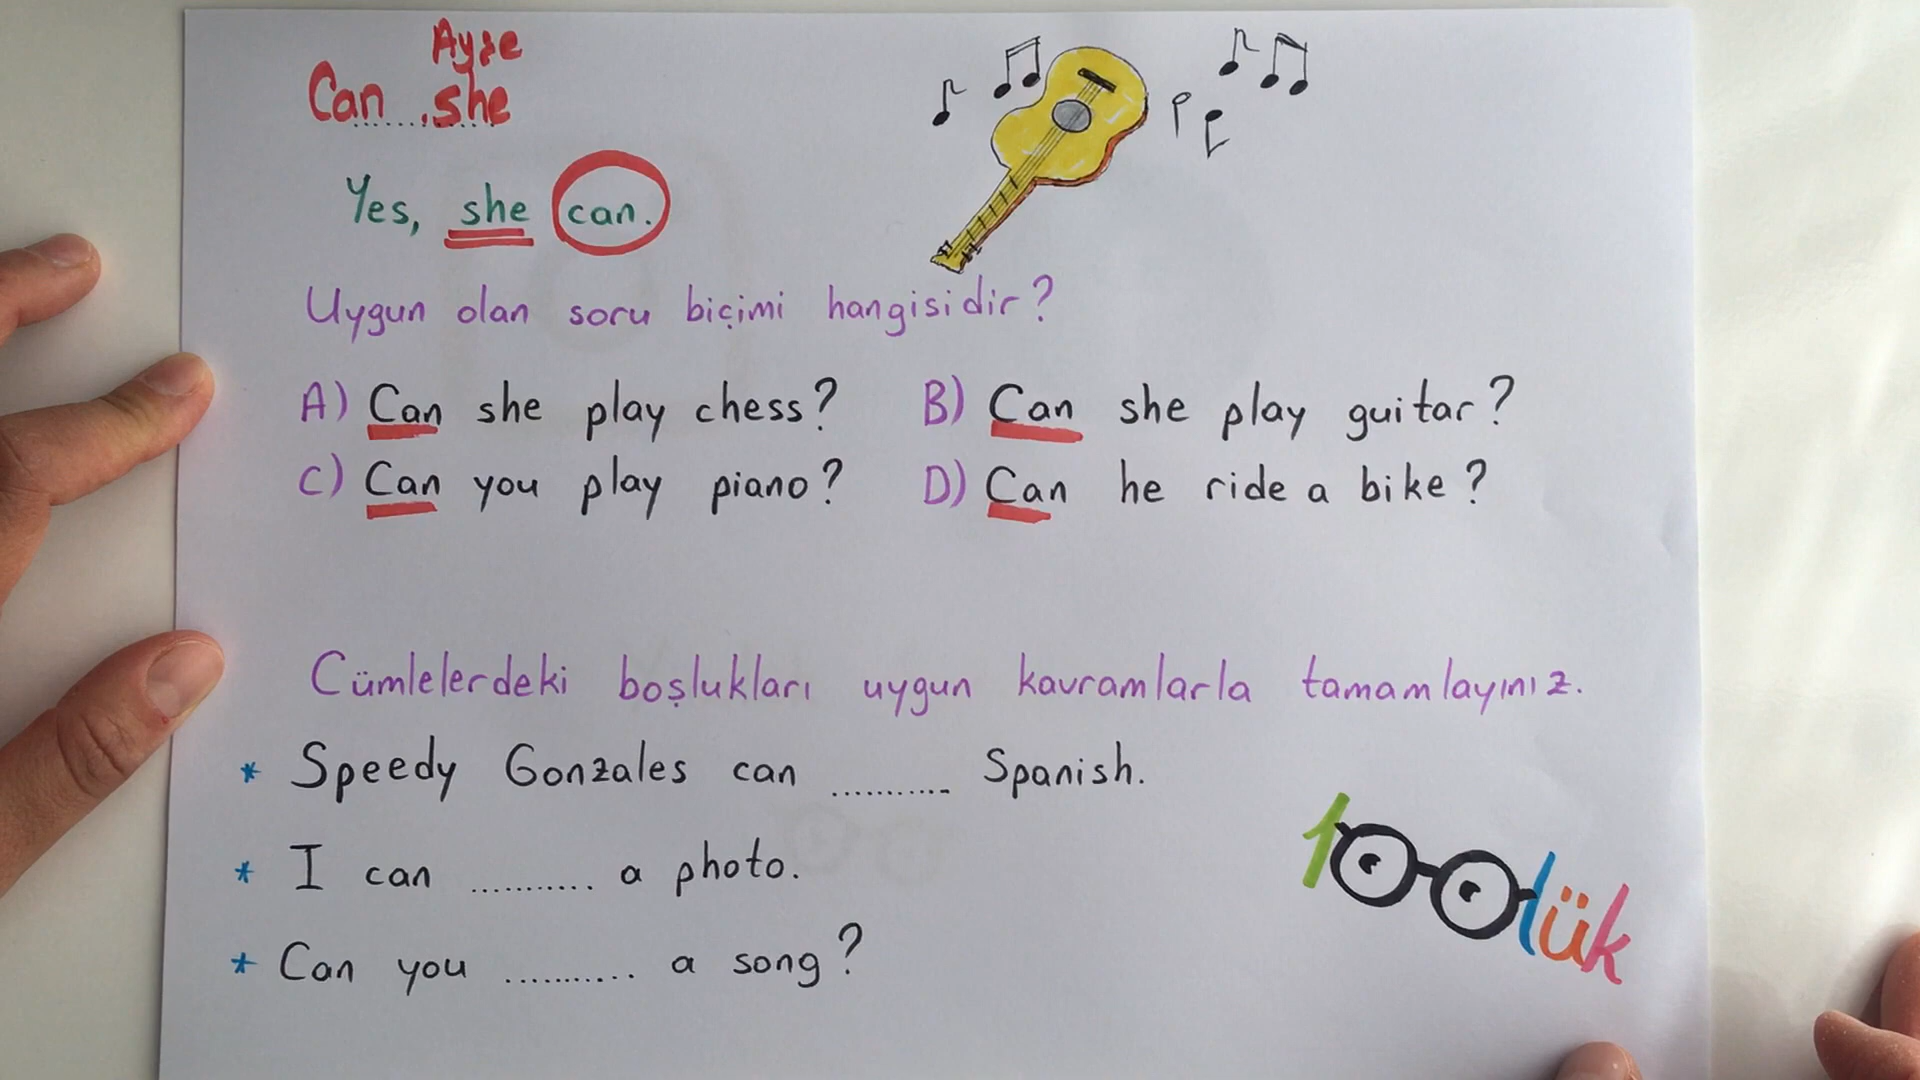 Ayşe
Can she
Yes, she can.
Uygun olan soru biçimi hangisidir?
A) Can she play chess? B) Can she play guitar?
C) Can you play piano? D) Can he ride a bike?
Cümlelerdeki boşlukları uygun kavramlarla tamamlayınız.
* Speedy Gonzales can ........... Spanish.
* I can ........... a photo.
* Can you .......... a song?
100lük